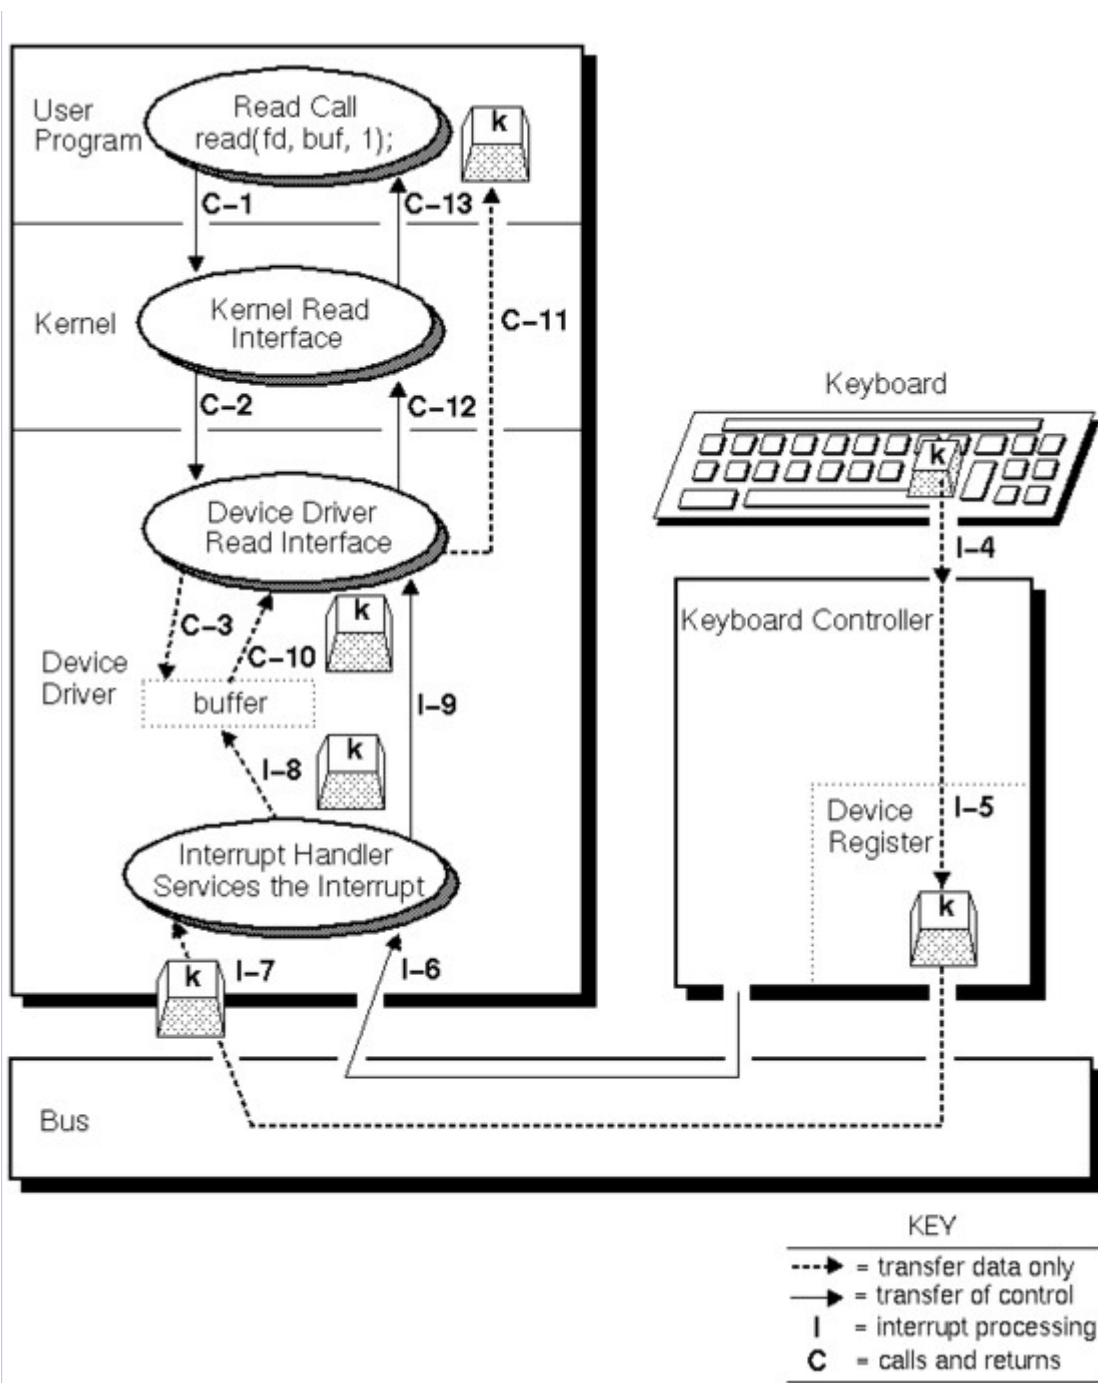 User
Program
Read Call
read(fd, buf, 1);
k
C-1
C-13
Kernel
Kernel Read
Interface
C-11
C-2
C-12
Keyboard
k
Device Driver
Read Interface
I-4
C-3
k
C-10
Keyboard Controller
Device
Driver
buffer
I-9
k
I-8
Device
Register
I-5
Interrupt Handler
Services the Interrupt
k
I-7
I-6
k
Bus
KEY
= transfer data only
= transfer of control
I = interrupt processing
C = calls and returns